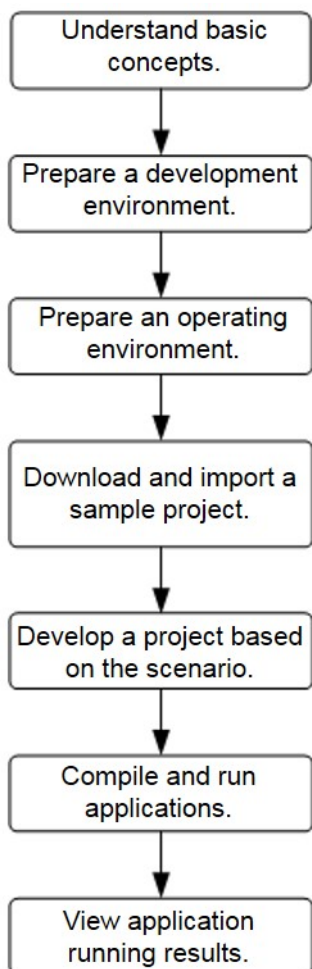 Understand basic
concepts.
Prepare a development
environment.
Prepare an operating
environment.
Download and import a
sample project.
Develop a project based
on the scenario.
Compile and run
applications.
View application
running results.